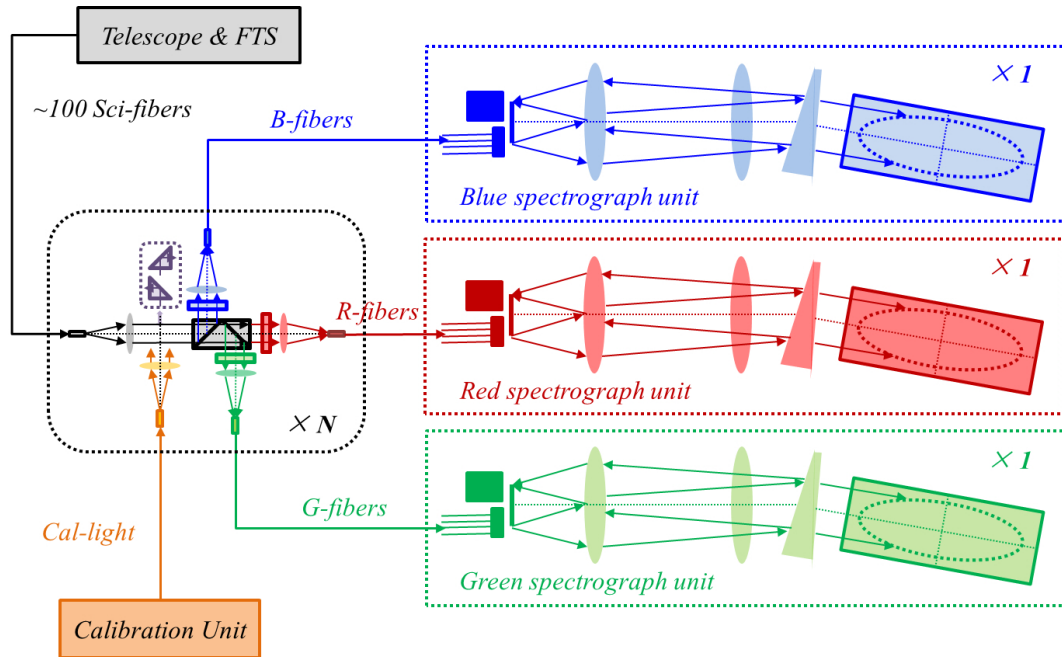 Telescope & FTS
~100 Sci-fibers
B-fibers
× 1
Blue spectrograph unit
R-fibers
× 1
Red spectrograph unit
× N
G-fibers
× 1
Green spectrograph unit
Cal-light
Calibration Unit